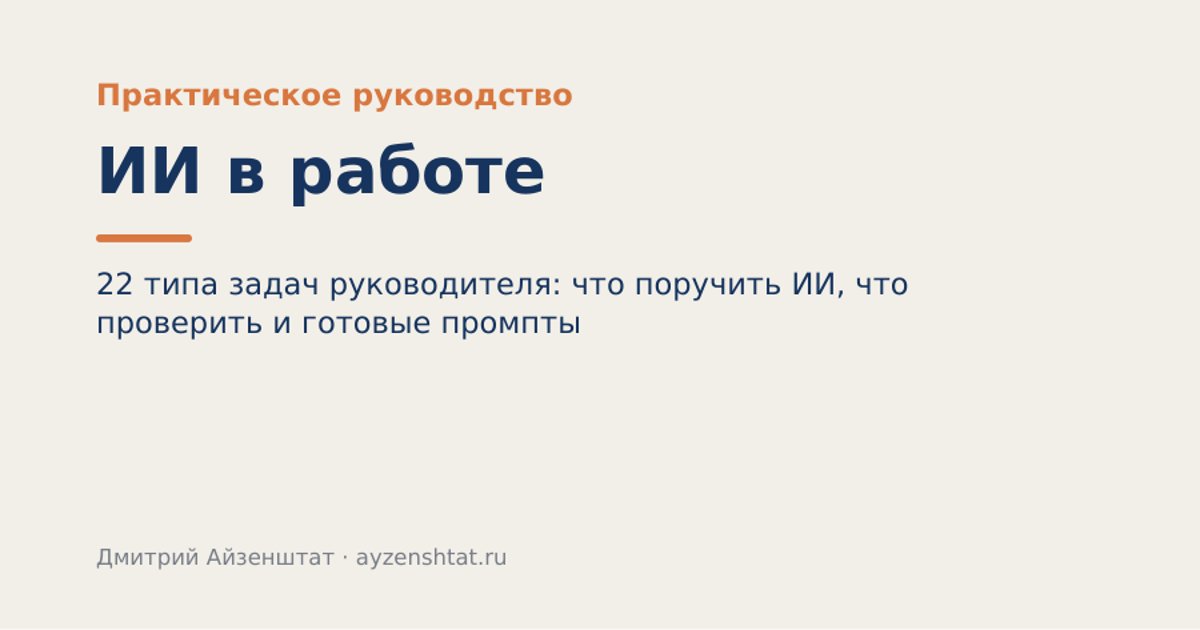 Практическое руководство
ИИ в работе
22 типа задач руководителя: что поручить ИИ, что
проверить и готовые промпты
Дмитрий Айзенштат · ayzenshtat.ru